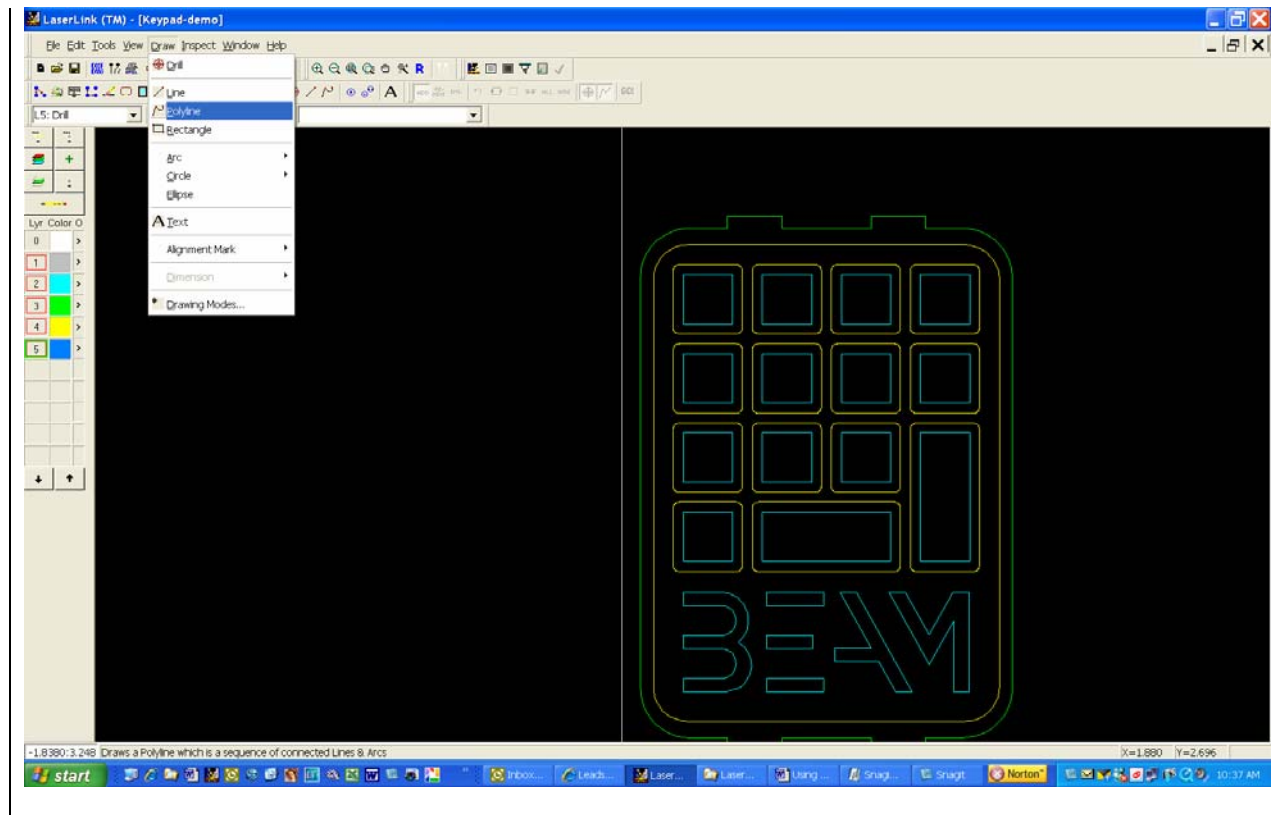 LaserLink (TM) - [Keypad-demo]
File Edit Tools View Draw Inspect Window Help
R
A
GO!
L5: Drill
Drill
Line
Polyline
Rectangle
Arc
Circle
Ellipse
A Text
Alignment Mark
Dimension
Drawing Modes...
Lyr Color O
0
1
2
3
4
5
BEAM
-1.8380:3.248 Draws a Polyline which is a sequence of connected Lines & Arcs X=1.880 Y=2.696
start Inbox... Leads... Laser... Laser... Using ... SnagI... SnagIt Norton™ 10:37 AM